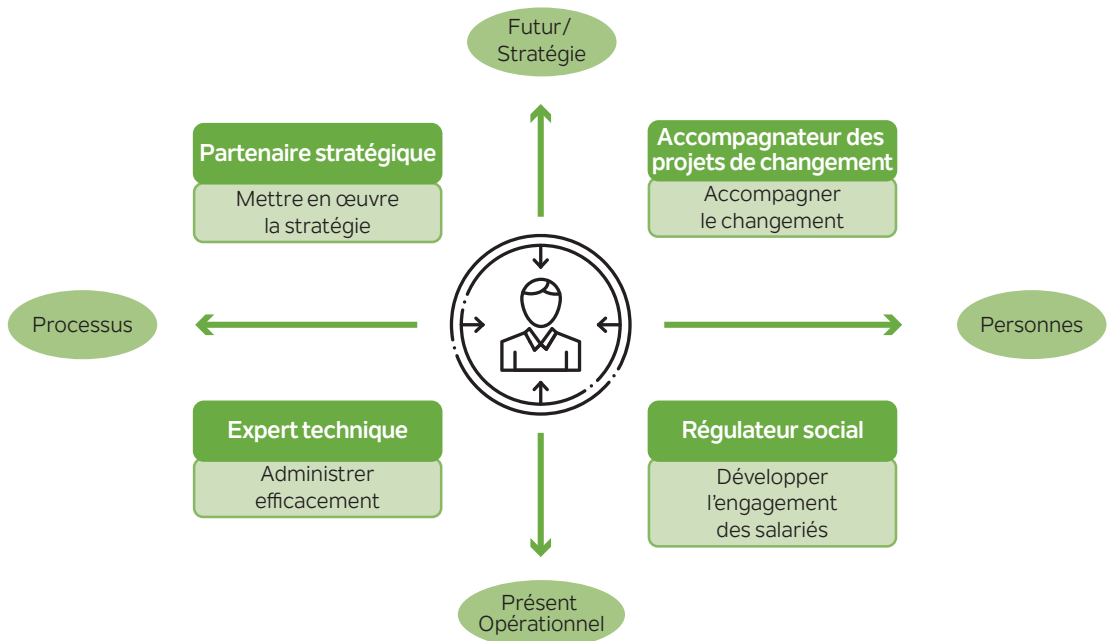 Futur/
Stratégie
Partenaire stratégique
Mettre en œuvre
la stratégie
Accompagnateur des
projets de changement
Accompagner
le changement
Processus
Personnes
Expert technique
Administrer
efficacement
Régulateur social
Développer
l'engagement
des salariés
Présent
Opérationnel